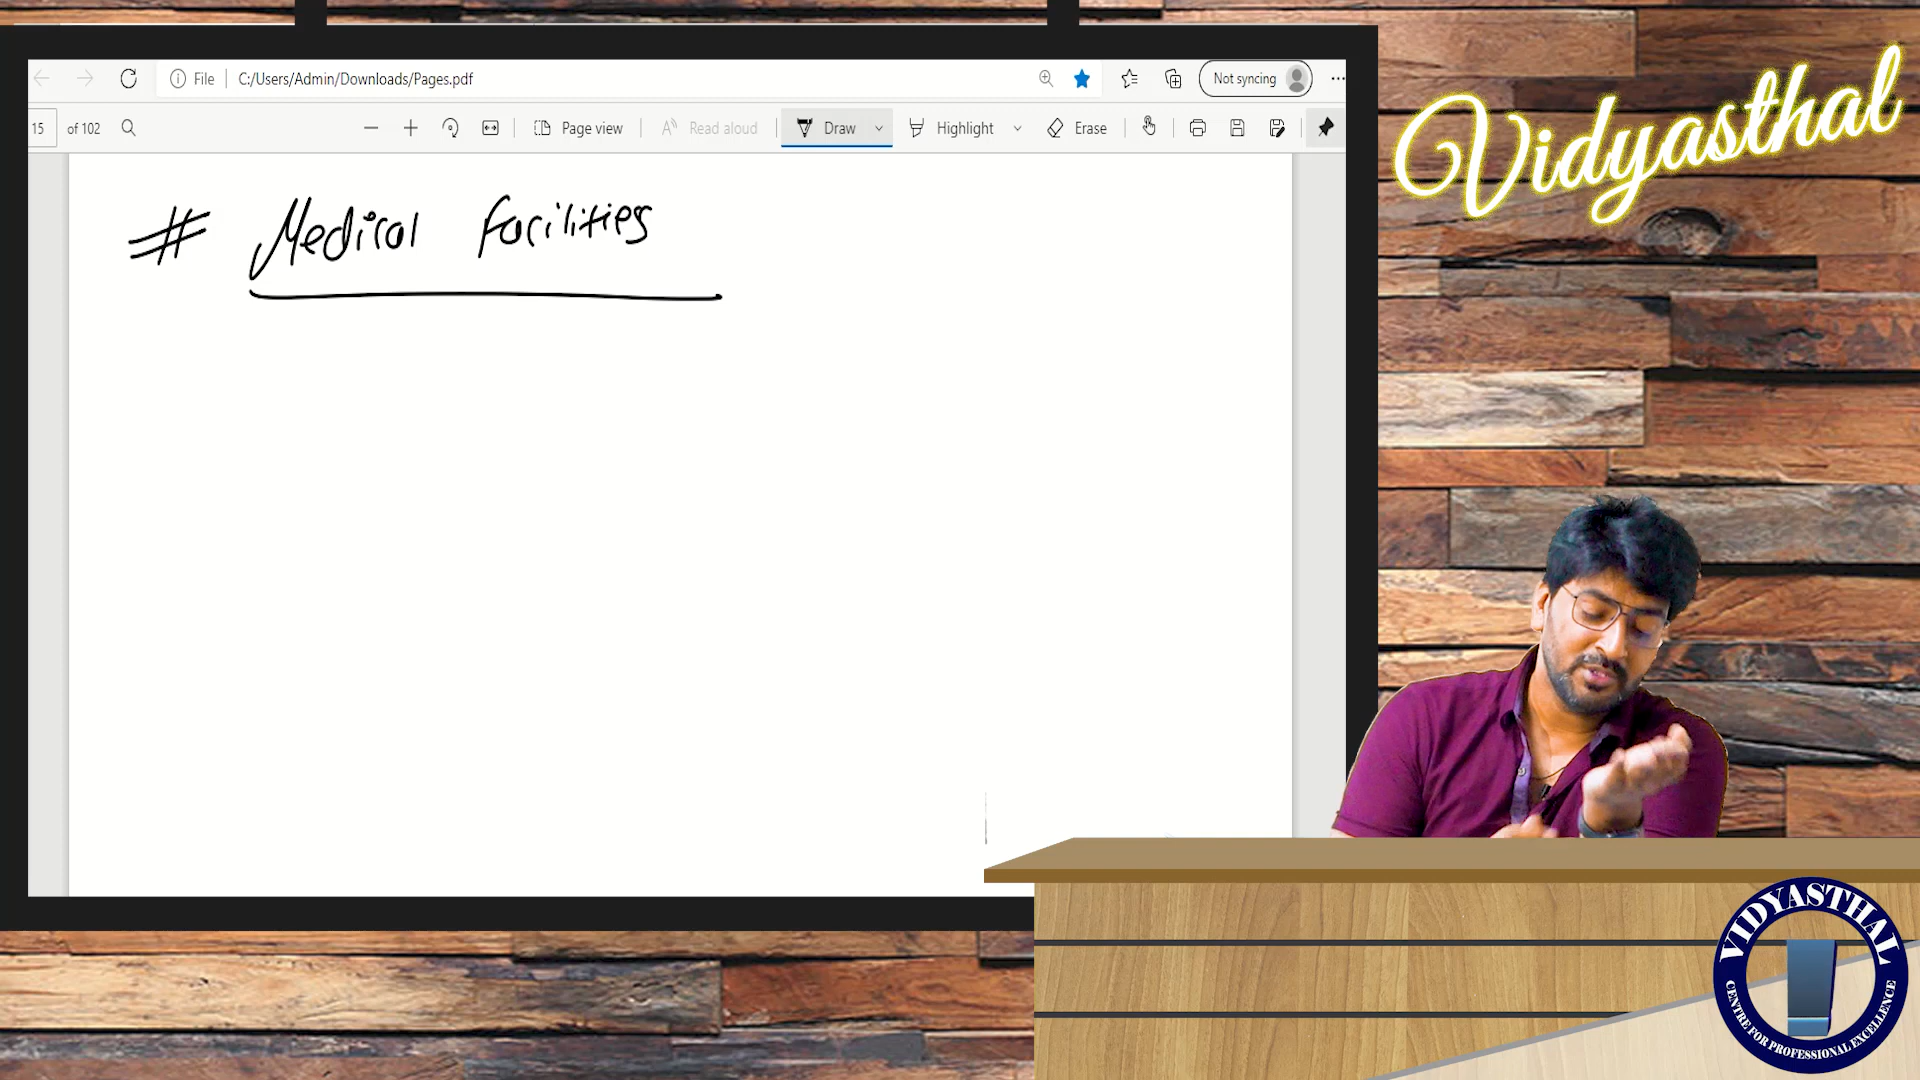 File C:/Users/Admin/Downloads/Pages.pdf Not syncing
15 of 102 Page view Read aloud Draw Highlight Erase
# Medical facilities
Vidyasthal
VIDYASTHAL
CENTRE FOR PROFESSIONAL EXCELLENCE